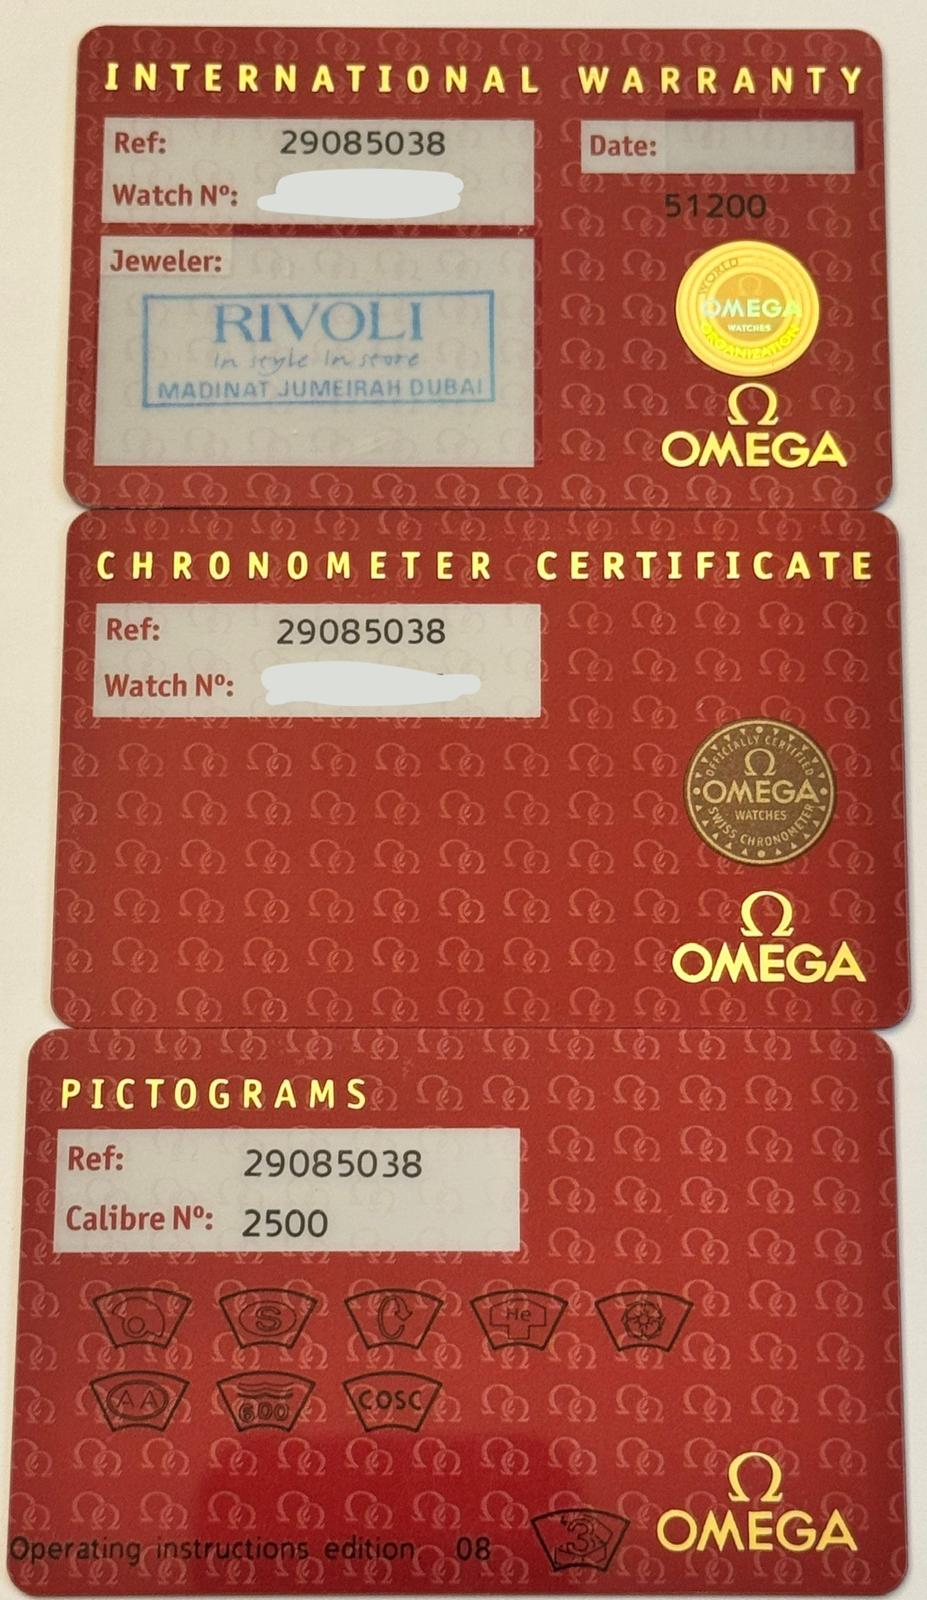 INTERNATIONAL WARRANTY
Ref: 29085038
Watch Nº:
Date:
51200
Jeweler:
RIVOLI
In style In store
MADINAT JUMEIRAH DUBAI
WORLD
OMEGA
WATCHES
ORGANIZATION
Ω
OMEGA
CHRONOMETER CERTIFICATE
Ref: 29085038
Watch Nº:
OFFICIALLY CERTIFIED
Ω
OMEGA
WATCHES
SWISS CHRONOMETER
Ω
OMEGA
PICTOGRAMS
Ref: 29085038
Calibre Nº: 2500
S He
AA 600 COSC
Ω
OMEGA
Operating instructions edition 08 3